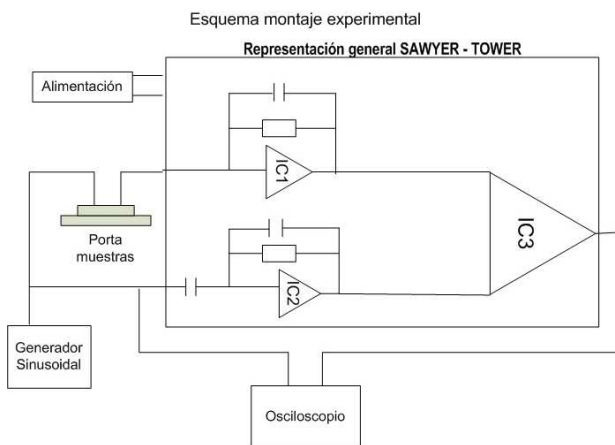 Esquema montaje experimental
Representación general SAWYER - TOWER
Alimentación
IC1
Porta
muestras
IC3
IC2
Generador
Sinusoidal
Osciloscopio